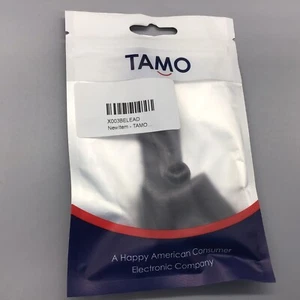 TAMO
X003BELEAD
New Item - TAMO
A Happy American Consumer
Electronic Company